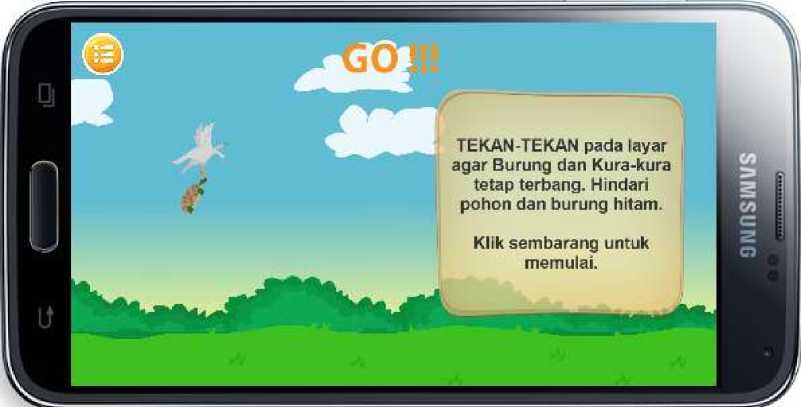 GO !!!
TEKAN-TEKAN pada layar
agar Burung dan Kura-kura
tetap terbang. Hindari
pohon dan burung hitam.
Klik sembarang untuk
memulai.
SAMSUNG